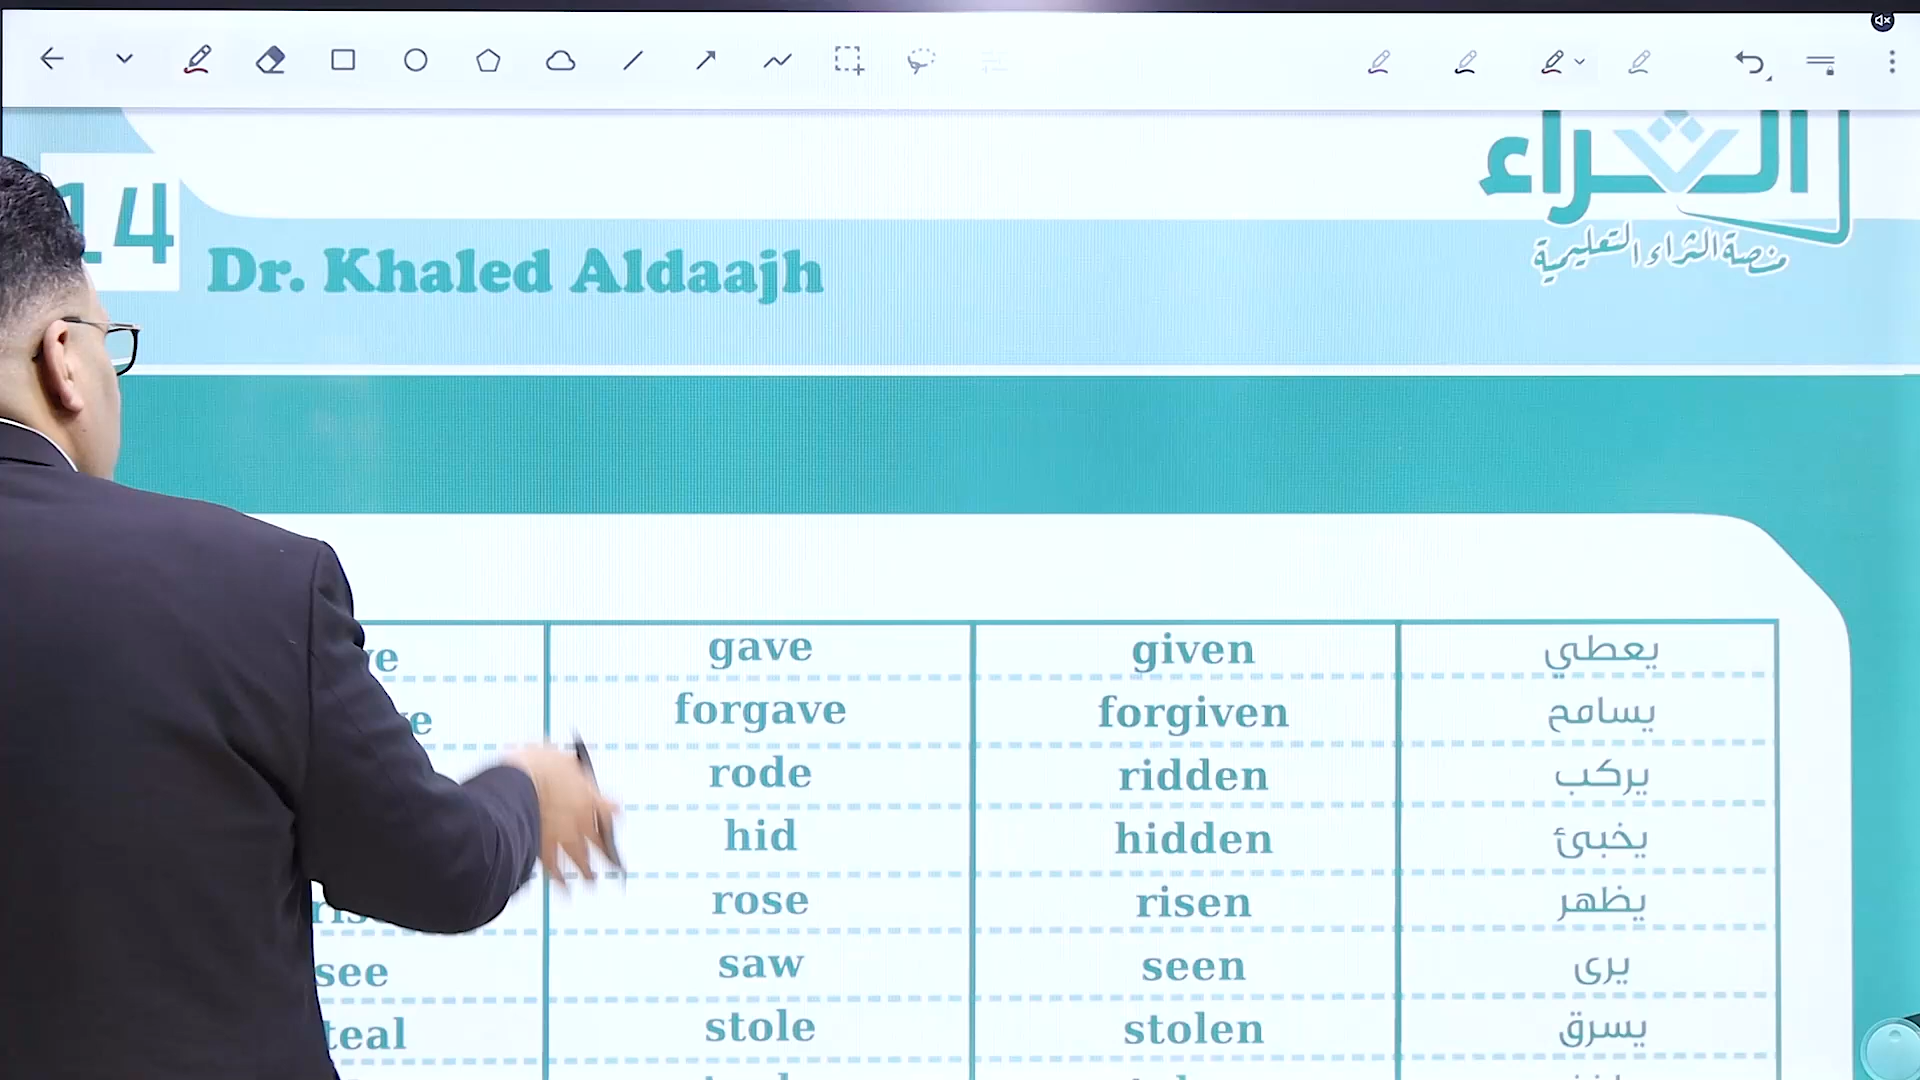 الثراء
منصة الثراء التعليمية
14
Dr. Khaled Aldaajh
gave given يعطي
forgave forgiven يسامح
rode ridden يركب
hid hidden يخبئ
rose risen يظهر
see saw seen يرى
teal stole stolen يسرق